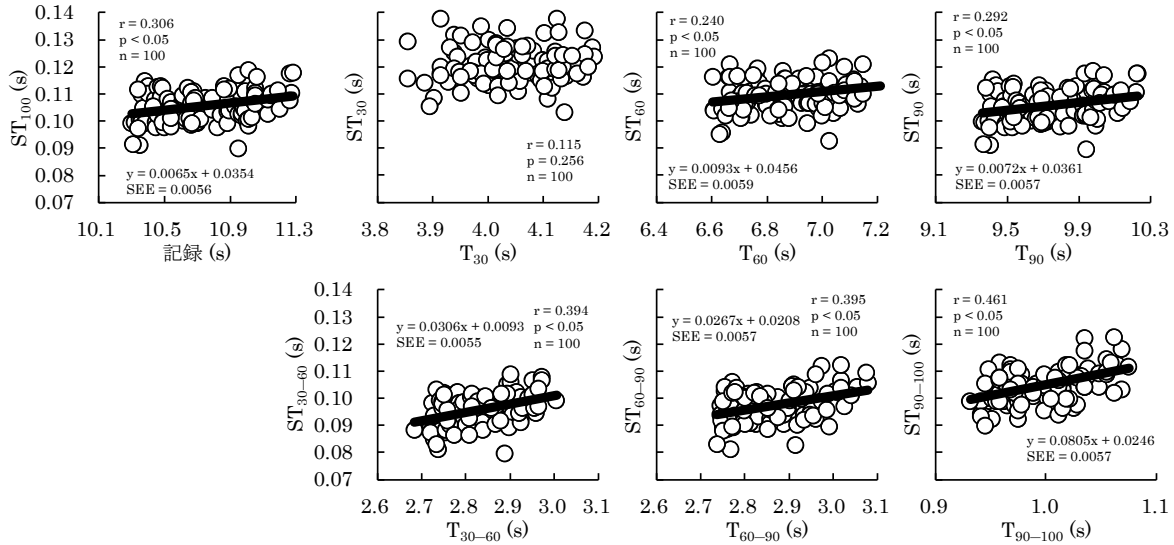 0.14
0.13
0.12
0.11
0.10
0.09
0.08
0.07
ST100 (s)
r = 0.306
p < 0.05
n = 100
y = 0.0065x + 0.0354
SEE = 0.0056
10.1 10.5 10.9 11.3
記録 (s)
ST30 (s)
r = 0.115
p = 0.256
n = 100
3.8 3.9 4.0 4.1 4.2
T30 (s)
ST60 (s)
r = 0.240
p < 0.05
n = 100
y = 0.0093x + 0.0456
SEE = 0.0059
6.4 6.6 6.8 7.0 7.2
T60 (s)
ST90 (s)
r = 0.292
p < 0.05
n = 100
y = 0.0072x + 0.0361
SEE = 0.0057
9.1 9.5 9.9 10.3
T90 (s)
0.14
0.13
0.12
0.11
0.10
0.09
0.08
0.07
ST30–60 (s)
r = 0.394
p < 0.05
n = 100
y = 0.0306x + 0.0093
SEE = 0.0055
2.6 2.7 2.8 2.9 3.0 3.1
T30–60 (s)
ST60–90 (s)
r = 0.395
p < 0.05
n = 100
y = 0.0267x + 0.0208
SEE = 0.0057
2.6 2.7 2.8 2.9 3.0 3.1
T60–90 (s)
ST90–100 (s)
r = 0.461
p < 0.05
n = 100
y = 0.0805x + 0.0246
SEE = 0.0057
0.9 1.0 1.1
T90–100 (s)